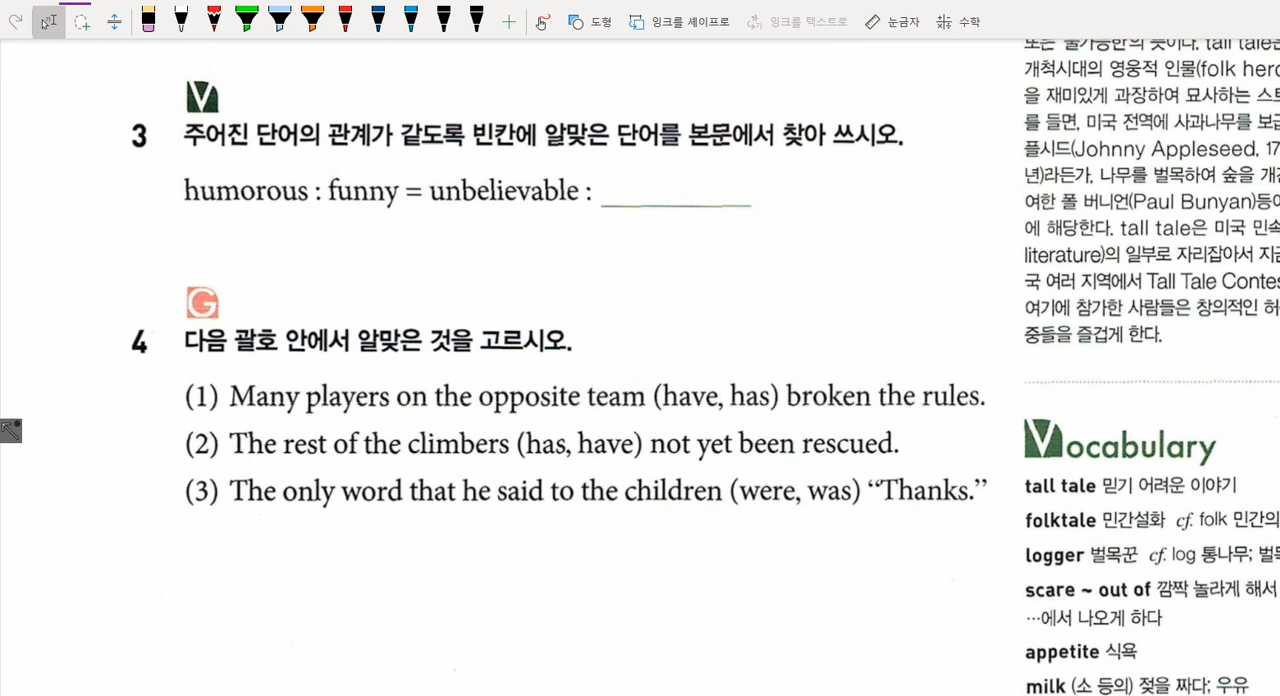 도형
잉크를 셰이프로
잉크를 텍스트로
눈금자
수학
V
3 주어진 단어의 관계가 같도록 빈칸에 알맞은 단어를 본문에서 찾아 쓰시오.
humorous : funny = unbelievable :
G
4 다음 괄호 안에서 알맞은 것을 고르시오.
(1) Many players on the opposite team (have, has) broken the rules.
(2) The rest of the climbers (has, have) not yet been rescued.
(3) The only word that he said to the children (were, was) “Thanks.”
개척시대의 영웅적 인물(folk
을 재미있게 과장하여 묘사하는
를 들면, 미국 전역에 사과나무를
플시드(Johnny Appleseed, 17
년)라든가, 나무를 벌목하여 숲을
여한 폴 버니언(Paul Bunyan)등이
에 해당한다. tall tale은 미국 민속
literature)의 일부로 자리잡아서
국 여러 지역에서 Tall Tale
여기에 참가한 사람들은 창의적인
중들을 즐겁게 한다.
Vocabulary
tall tale 믿기 어려운 이야기
folktale 민간설화 cf. folk 민간의
logger 벌목꾼 cf. log 통나무;
scare ~ out of 깜짝 놀라게 해서
…에서 나오게 하다
appetite 식욕
milk (소 등의) 젖을 짜다; 우유